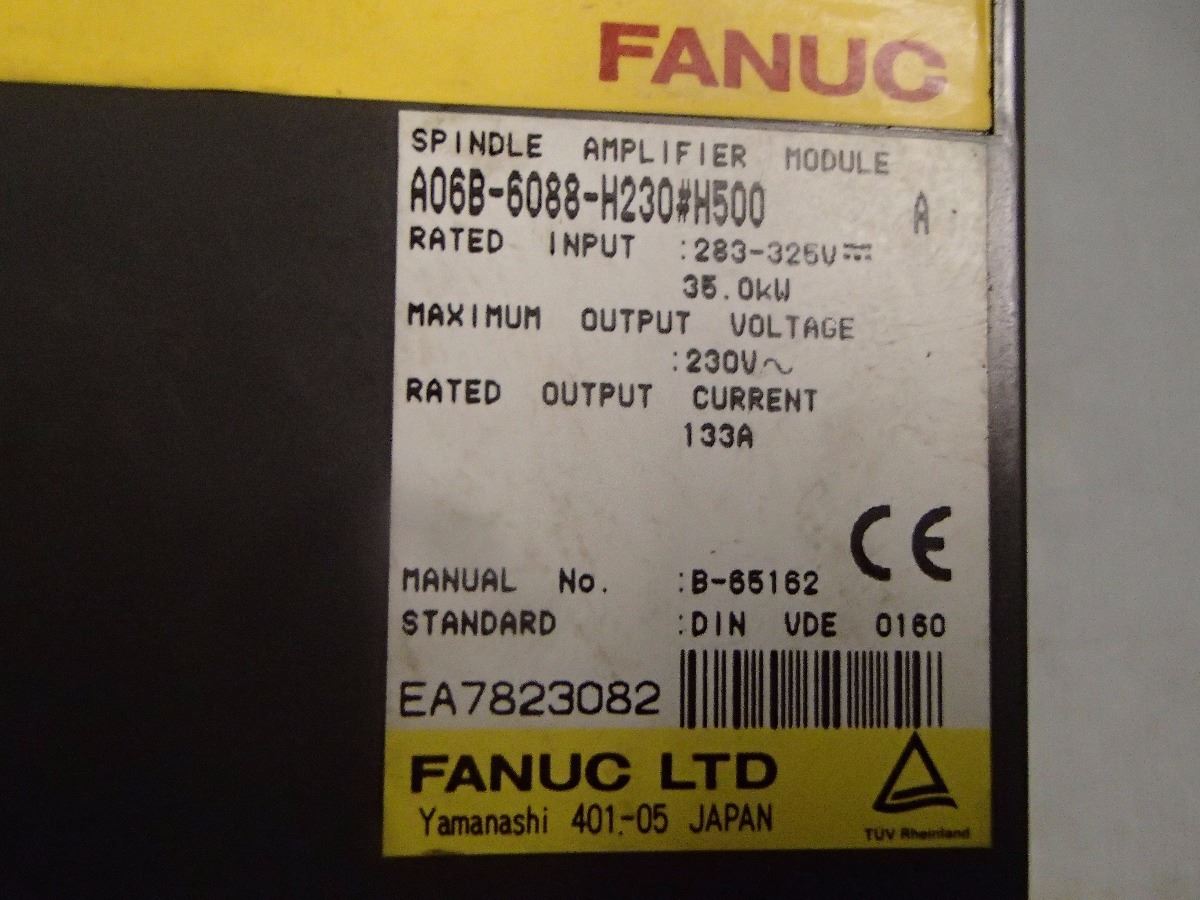 FANUC
SPINDLE AMPLIFIER MODULE
A06B-6088-H230#H500 A
RATED INPUT :283-325V⎓
35.0kW
MAXIMUM OUTPUT VOLTAGE
:230V~
RATED OUTPUT CURRENT
133A
CE
MANUAL No. :B-65162
STANDARD :DIN VDE 0160
EA7823082
FANUC LTD
Yamanashi 401-05 JAPAN
TÜV Rheinland